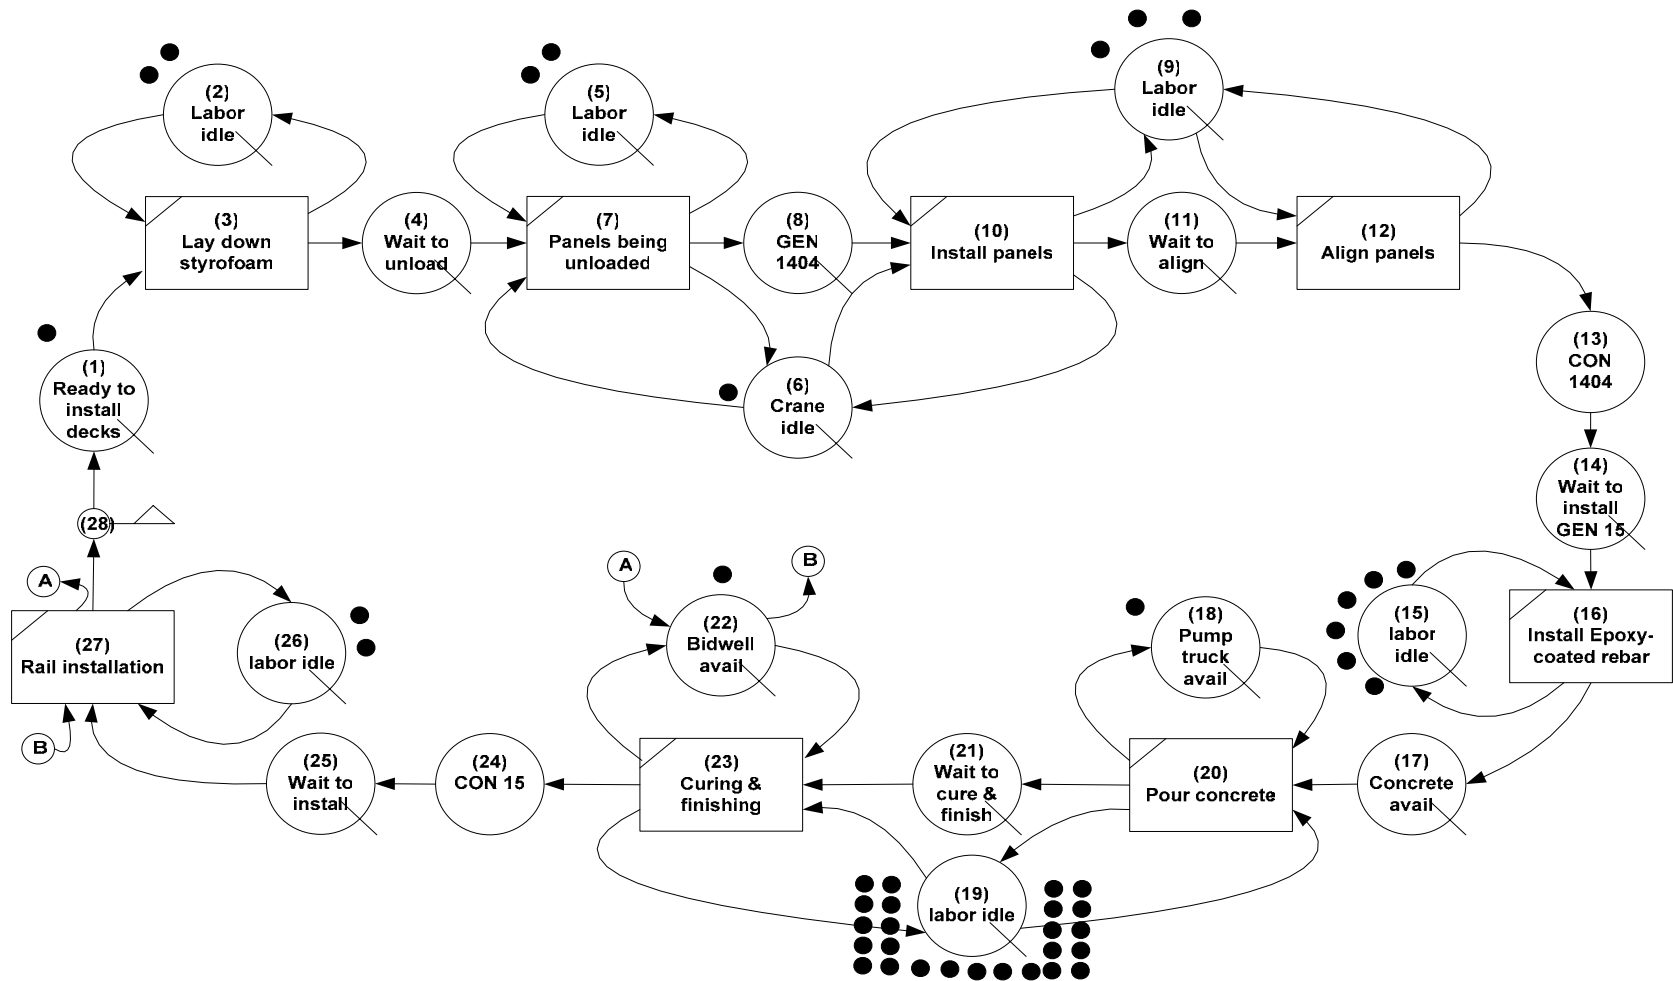 (2)
Labor
idle
(5)
Labor
idle
(9)
Labor
idle
(3)
Lay down
styrofoam
(4)
Wait to
unload
(7)
Panels being
unloaded
(8)
GEN
1404
(10)
Install panels
(11)
Wait to
align
(12)
Align panels
(1)
Ready to
install
decks
(6)
Crane
idle
(13)
CON
1404
(14)
Wait to
install
GEN 15
(28)
A
B
A
B
(27)
Rail installation
(26)
labor idle
(22)
Bidwell
avail
(18)
Pump
truck
avail
(15)
labor
idle
(16)
Install Epoxy-
coated rebar
(25)
Wait to
install
(24)
CON 15
(23)
Curing &
finishing
(21)
Wait to
cure &
finish
(20)
Pour concrete
(17)
Concrete
avail
(19)
labor idle